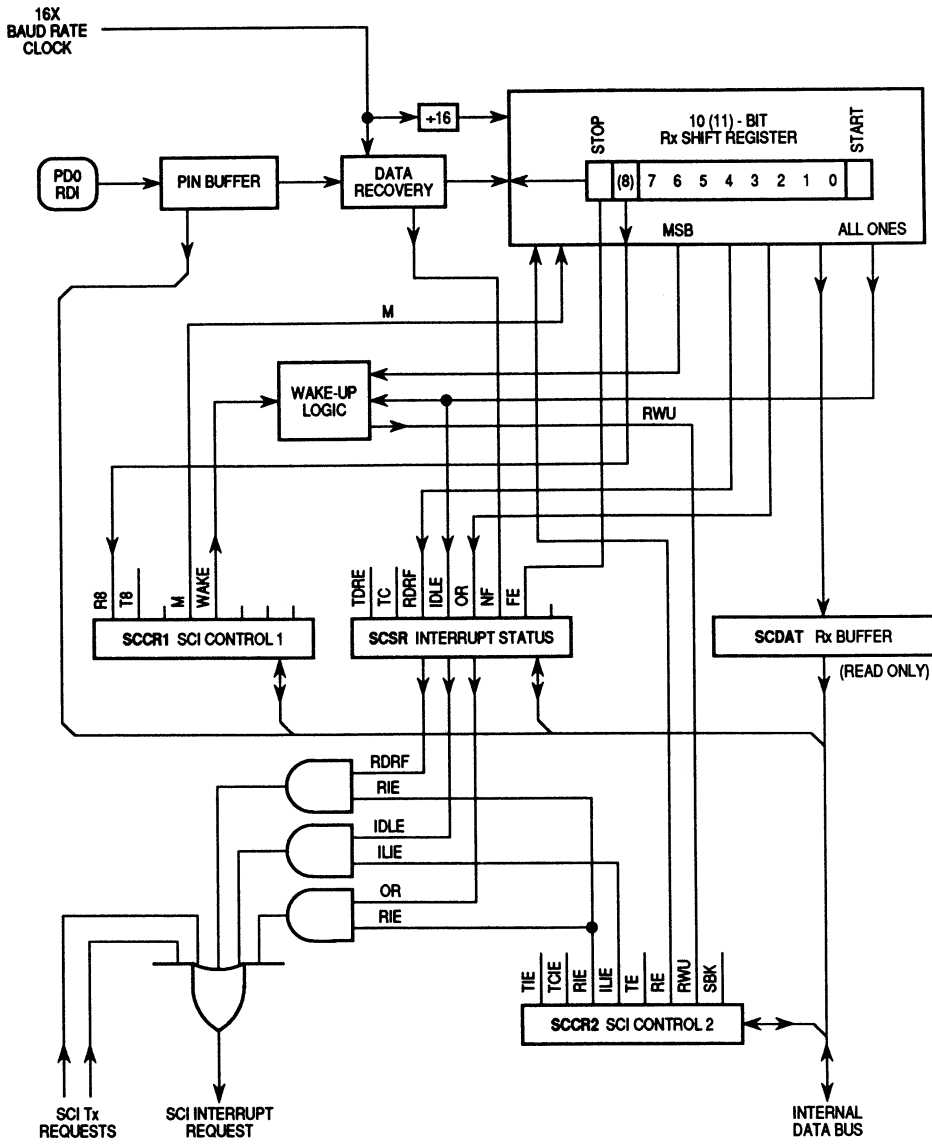 16X
BAUD RATE
CLOCK
÷16
10 (11) - BIT
Rx SHIFT REGISTER
STOP
START
(8) 7 6 5 4 3 2 1 0
PD0
RDI
PIN BUFFER
DATA
RECOVERY
MSB
ALL ONES
M
WAKE-UP
LOGIC
RWU
R8
T8
M
WAKE
TDRE
TC
RDRF
IDLE
OR
NF
FE
SCCR1 SCI CONTROL 1
SCSR INTERRUPT STATUS
SCDAT Rx BUFFER
(READ ONLY)
RDRF
RIE
IDLE
ILIE
OR
RIE
TIE
TCIE
RIE
ILIE
TE
RE
RWU
SBK
SCCR2 SCI CONTROL 2
SCI Tx
REQUESTS
SCI INTERRUPT
REQUEST
INTERNAL
DATA BUS